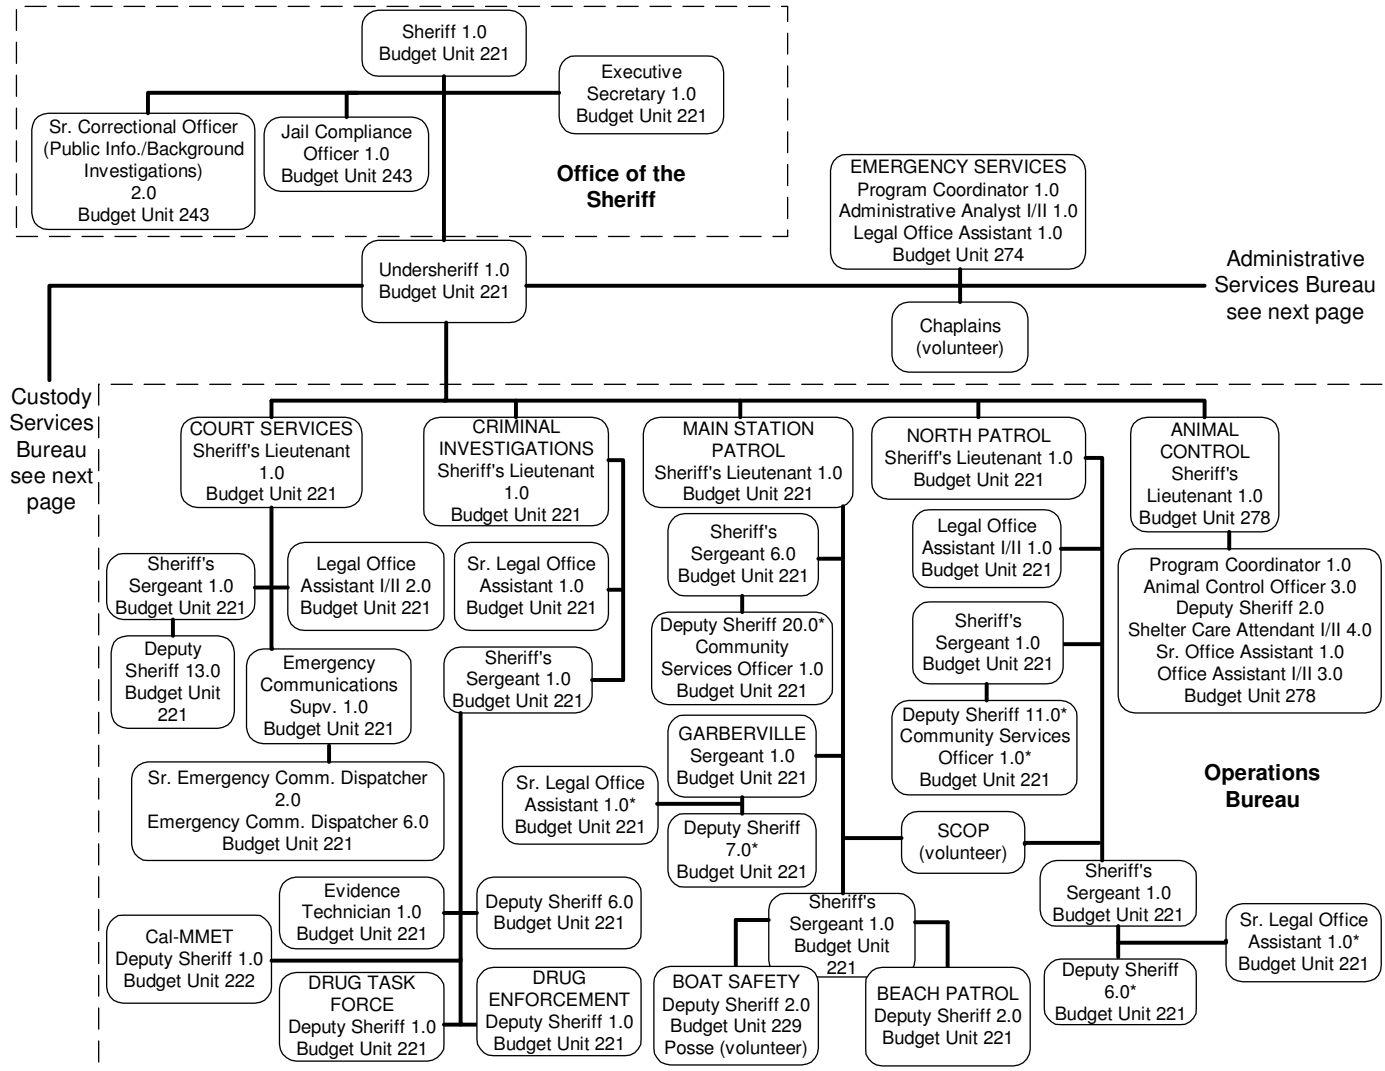 Sheriff 1.0
Budget Unit 221
Executive
Secretary 1.0
Budget Unit 221
Sr. Correctional Officer
(Public Info./Background
Investigations)
2.0
Budget Unit 243
Jail Compliance
Officer 1.0
Budget Unit 243
Office of the
Sheriff
EMERGENCY SERVICES
Program Coordinator 1.0
Administrative Analyst I/II 1.0
Legal Office Assistant 1.0
Budget Unit 274
Undersheriff 1.0
Budget Unit 221
Administrative
Services Bureau
see next page
Chaplains
(volunteer)
Custody
Services
Bureau
see next
page
COURT SERVICES
Sheriff's Lieutenant
1.0
Budget Unit 221
CRIMINAL
INVESTIGATIONS
Sheriff's Lieutenant
1.0
Budget Unit 221
MAIN STATION
PATROL
Sheriff's Lieutenant 1.0
Budget Unit 221
NORTH PATROL
Sheriff's Lieutenant 1.0
Budget Unit 221
ANIMAL
CONTROL
Sheriff's
Lieutenant 1.0
Budget Unit 278
Sheriff's
Sergeant 1.0
Budget Unit 221
Legal Office
Assistant I/II 2.0
Budget Unit 221
Sr. Legal Office
Assistant 1.0
Budget Unit 221
Sheriff's
Sergeant 6.0
Budget Unit 221
Legal Office
Assistant I/II 1.0
Budget Unit 221
Program Coordinator 1.0
Animal Control Officer 3.0
Deputy Sheriff 2.0
Shelter Care Attendant I/II 4.0
Sr. Office Assistant 1.0
Office Assistant I/II 3.0
Budget Unit 278
Deputy
Sheriff 13.0
Budget Unit
221
Emergency
Communications
Supv. 1.0
Budget Unit 221
Sheriff's
Sergeant 1.0
Budget Unit 221
Deputy Sheriff 20.0*
Community
Services Officer 1.0
Budget Unit 221
Sheriff's
Sergeant 1.0
Budget Unit 221
Deputy Sheriff 11.0*
Community Services
Officer 1.0*
Budget Unit 221
GARBERVILLE
Sergeant 1.0
Budget Unit 221
Sr. Emergency Comm. Dispatcher
2.0
Emergency Comm. Dispatcher 6.0
Budget Unit 221
Sr. Legal Office
Assistant 1.0*
Budget Unit 221
Deputy Sheriff
7.0*
Budget Unit 221
SCOP
(volunteer)
Operations
Bureau
Evidence
Technician 1.0
Budget Unit 221
Deputy Sheriff 6.0
Budget Unit 221
Sheriff's
Sergeant 1.0
Budget Unit
221
Sheriff's
Sergeant 1.0
Budget Unit 221
Sr. Legal Office
Assistant 1.0*
Budget Unit 221
Cal-MMET
Deputy Sheriff 1.0
Budget Unit 222
DRUG TASK
FORCE
Deputy Sheriff 1.0
Budget Unit 221
DRUG
ENFORCEMENT
Deputy Sheriff 1.0
Budget Unit 221
BOAT SAFETY
Deputy Sheriff 2.0
Budget Unit 229
Posse (volunteer)
BEACH PATROL
Deputy Sheriff 2.0
Budget Unit 221
Deputy Sheriff
6.0*
Budget Unit 221